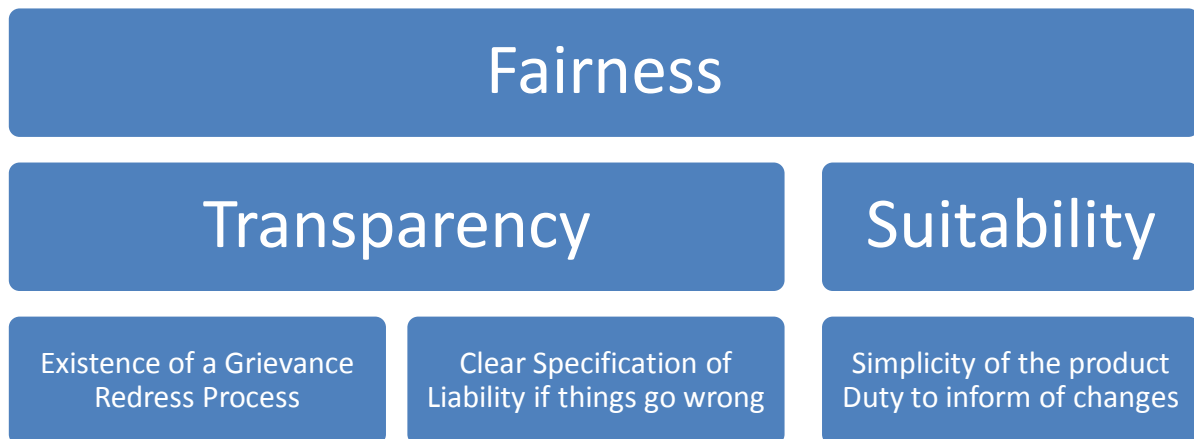 Fairness
Transparency
Suitability
Existence of a Grievance
Redress Process
Clear Specification of
Liability if things go wrong
Simplicity of the product
Duty to inform of changes